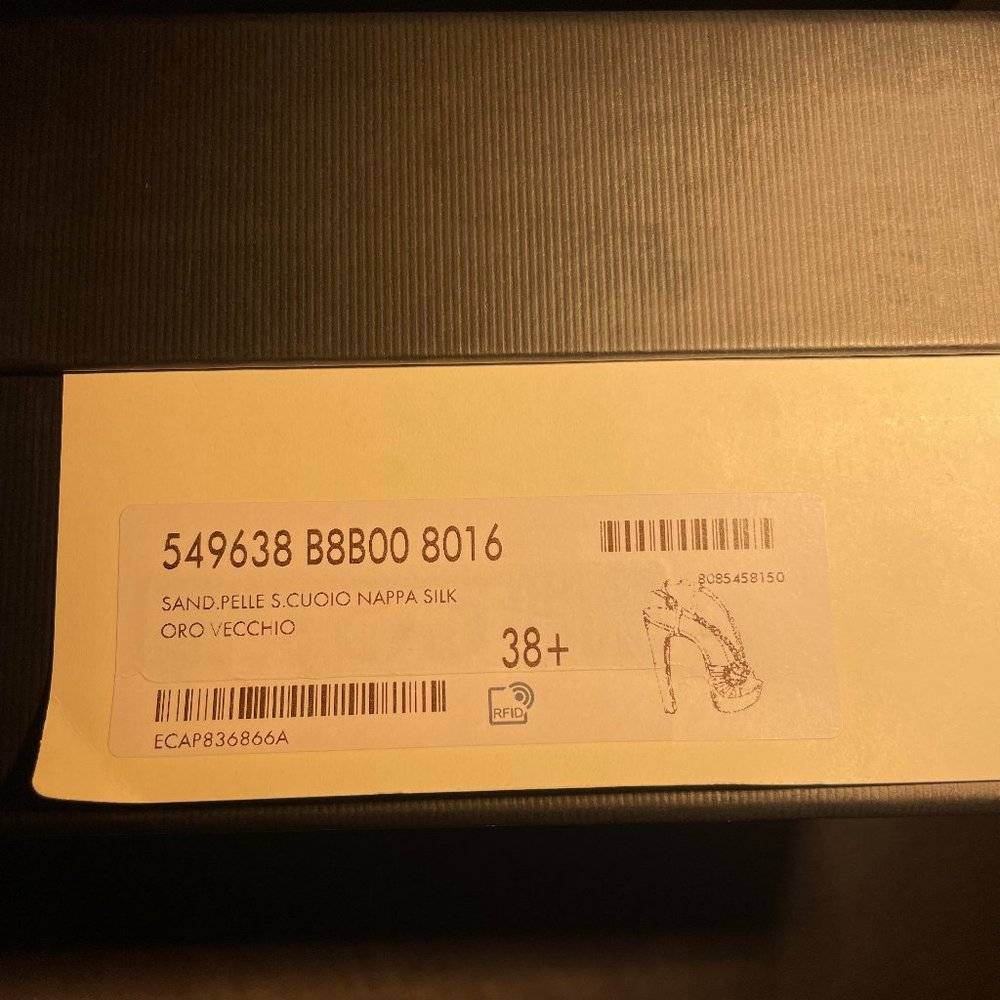 549638 B8B00 8016
8085458150
SAND.PELLE S.CUOIO NAPPA SILK
ORO VECCHIO
38+
RFID
ECAP836866A